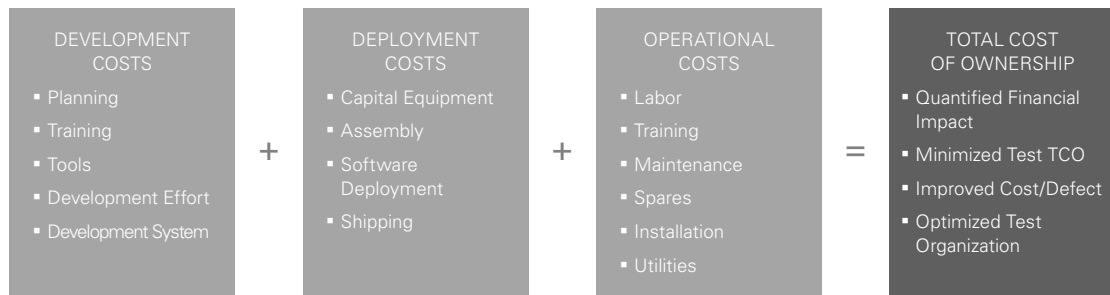 DEVELOPMENT
COSTS
▪ Planning
▪ Training
▪ Tools
▪ Development Effort
▪ Development System
+
DEPLOYMENT
COSTS
▪ Capital Equipment
▪ Assembly
▪ Software
Deployment
▪ Shipping
+
OPERATIONAL
COSTS
▪ Labor
▪ Training
▪ Maintenance
▪ Spares
▪ Installation
▪ Utilities
=
TOTAL COST
OF OWNERSHIP
▪ Quantified Financial
Impact
▪ Minimized Test TCO
▪ Improved Cost/Defect
▪ Optimized Test
Organization